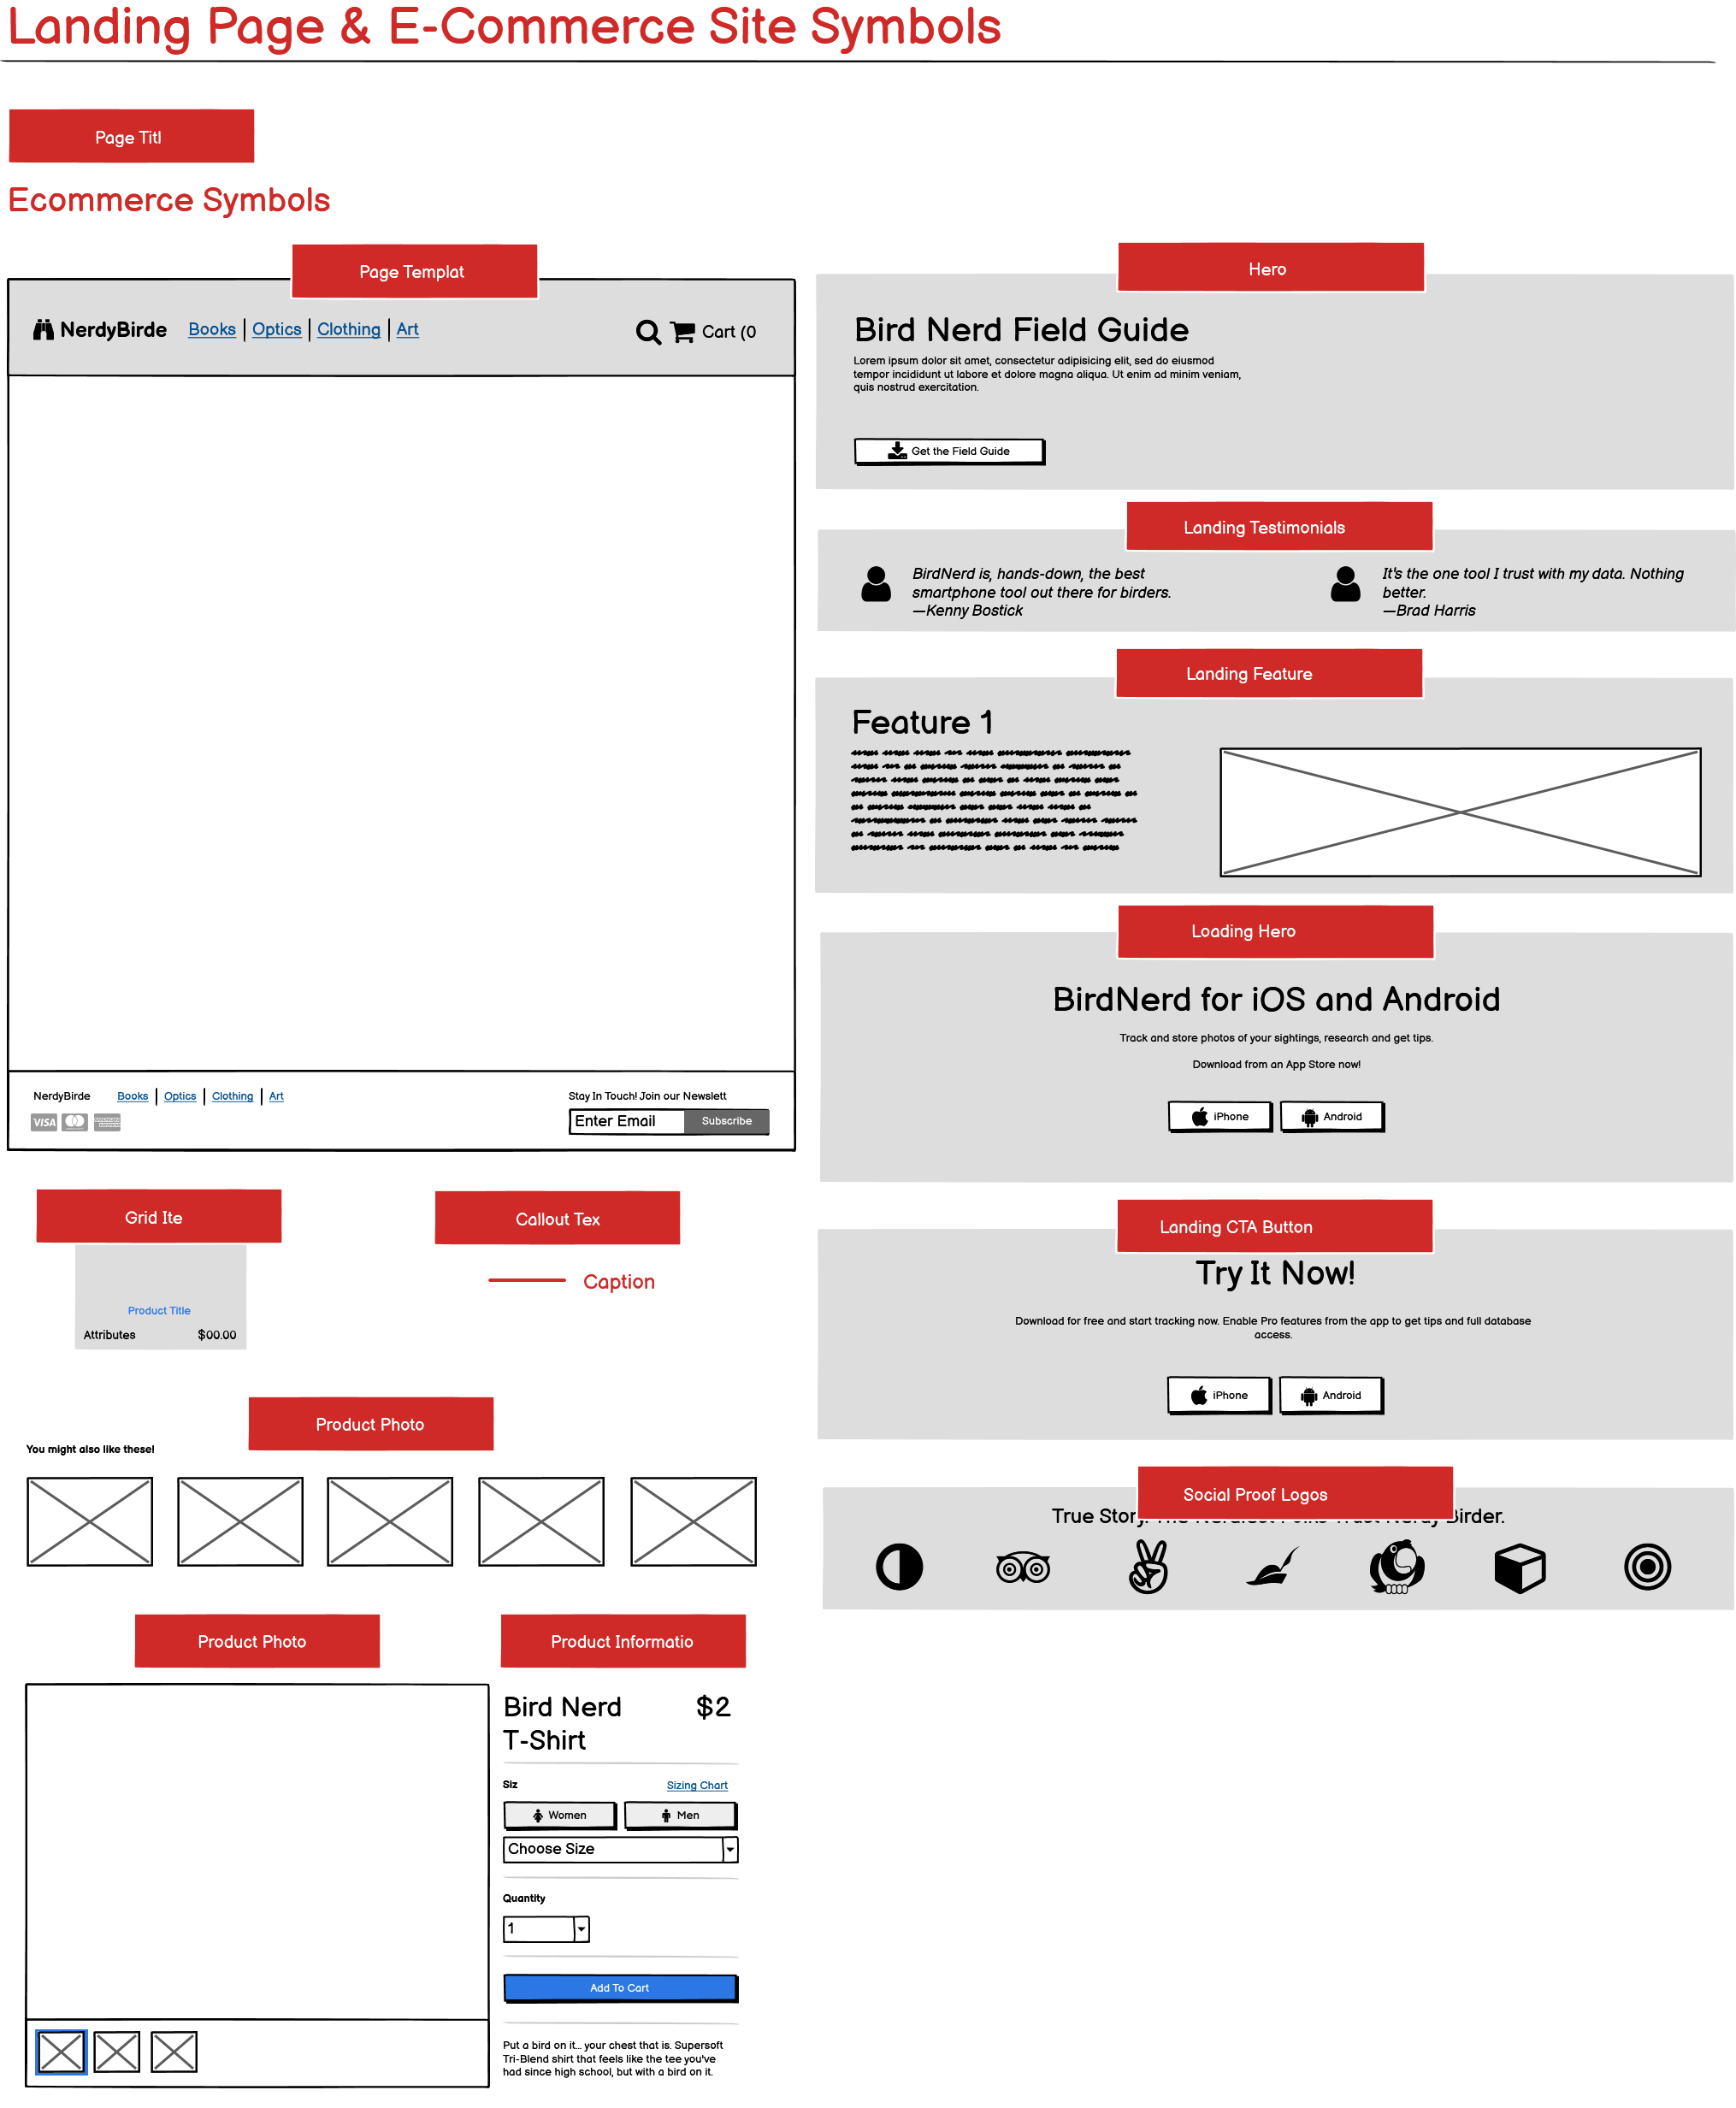 Landing Page & E-Commerce Site Symbols
Page Titl
Ecommerce Symbols
Page Templat
NerdyBirde
Books
Optics
Clothing
Art
Cart (0
NerdyBirde
Books
Optics
Clothing
Art
VISA
Stay In Touch! Join our Newslett
Enter Email
Subscribe
Grid Ite
Product Title
Attributes
$00.00
Callout Tex
Caption
Product Photo
You might also like these!
Product Photo
Product Informatio
Bird Nerd
T-Shirt
$2
Siz
Sizing Chart
Women
Men
Choose Size
Quantity
1
Add To Cart
Put a bird on it... your chest that is. Supersoft
Tri-Blend shirt that feels like the tee you've
had since high school, but with a bird on it.
Hero
Bird Nerd Field Guide
Lorem ipsum dolor sit amet, consectetur adipisicing elit, sed do eiusmod
tempor incididunt ut labore et dolore magna aliqua. Ut enim ad minim veniam,
quis nostrud exercitation.
Get the Field Guide
Landing Testimonials
BirdNerd is, hands-down, the best
smartphone tool out there for birders.
—Kenny Bostick
It's the one tool I trust with my data. Nothing
better.
—Brad Harris
Landing Feature
Feature 1
Loading Hero
BirdNerd for iOS and Android
Track and store photos of your sightings, research and get tips.
Download from an App Store now!
iPhone
Android
Landing CTA Button
Try It Now!
Download for free and start tracking now. Enable Pro features from the app to get tips and full database
access.
iPhone
Android
Social Proof Logos
True Story. The Nerdiest Folks Trust Nerdy Birder.